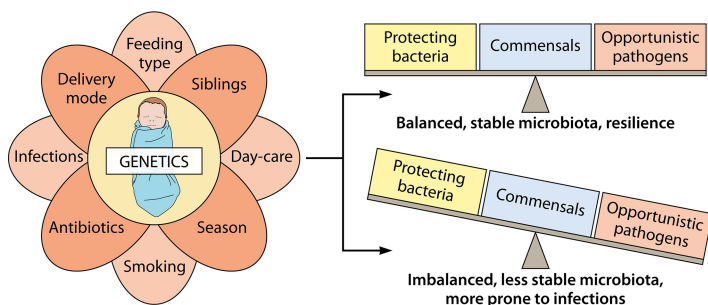 Feeding
type
Delivery
mode
Siblings
Infections
GENETICS
Day-care
Antibiotics
Season
Smoking
Protecting
bacteria
Commensals
Opportunistic
pathogens
Balanced, stable microbiota, resilience
Protecting
bacteria
Commensals
Opportunistic
pathogens
Imbalanced, less stable microbiota,
more prone to infections